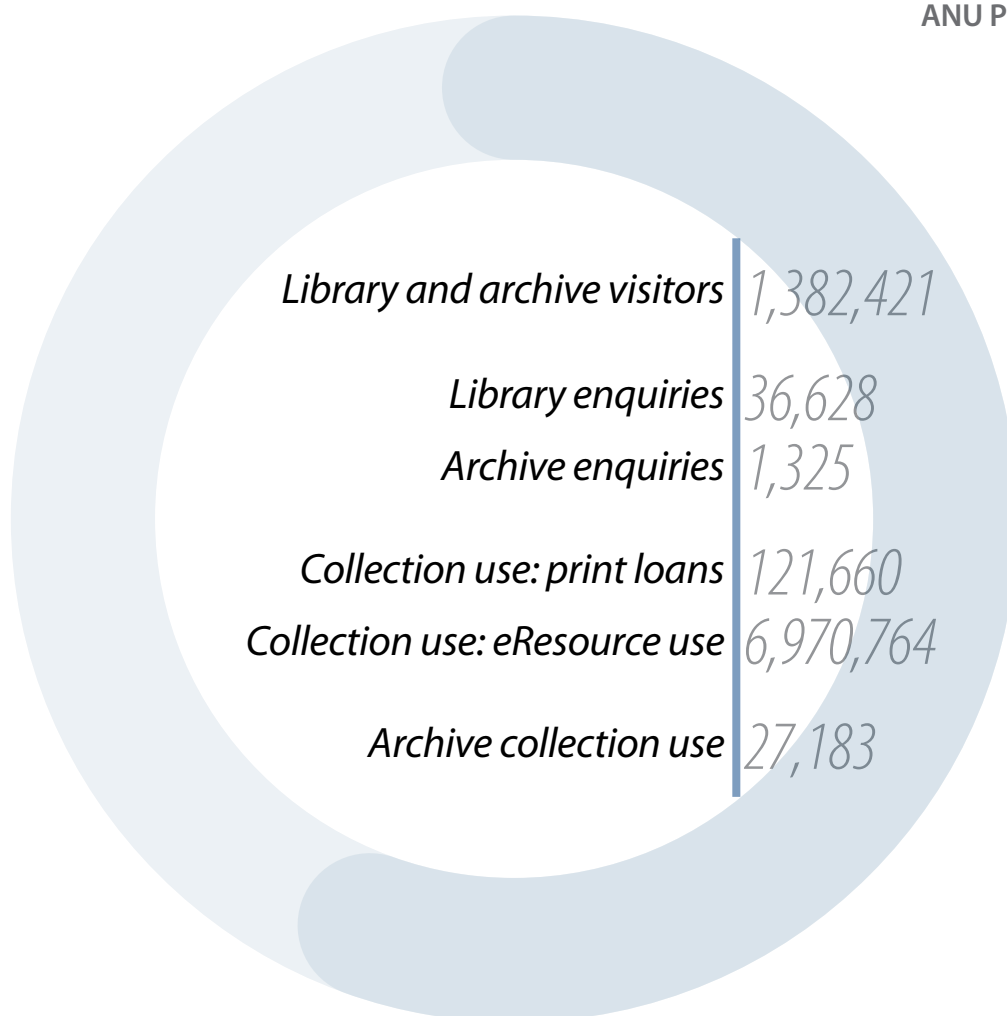 ANU P
Library and archive visitors 1,382,421
Library enquiries 36,628
Archive enquiries 1,325
Collection use: print loans 121,660
Collection use: eResource use 6,970,764
Archive collection use 27,183